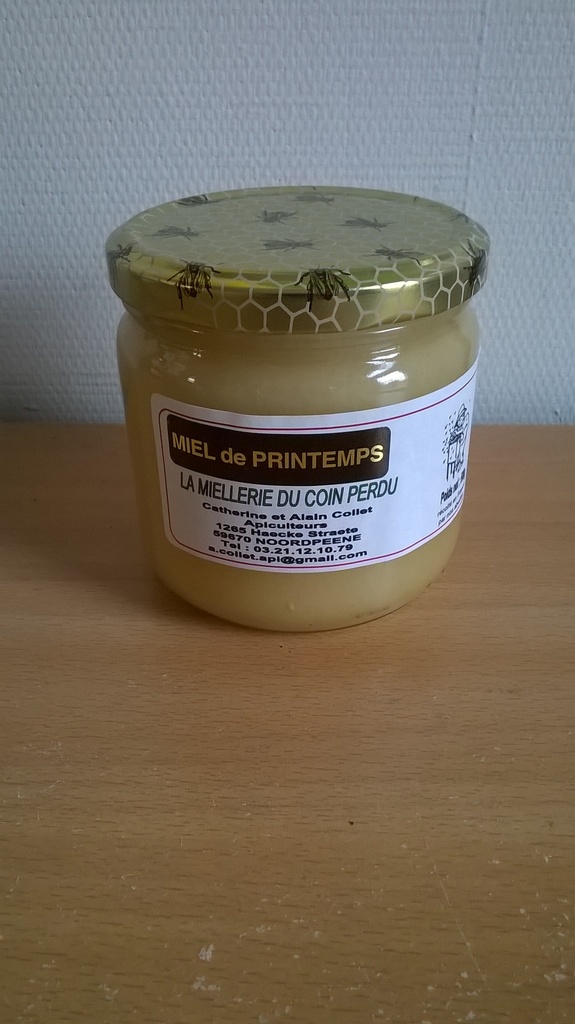 MIEL de PRINTEMPS
LA MIELLERIE DU COIN PERDU
Catherine et Alain Collet
Apiculteurs
1265 Haecke Straete
59670 NOORDPEENE
Tel : 03.21.12.10.79
a.collet.api@gmail.com
Poids